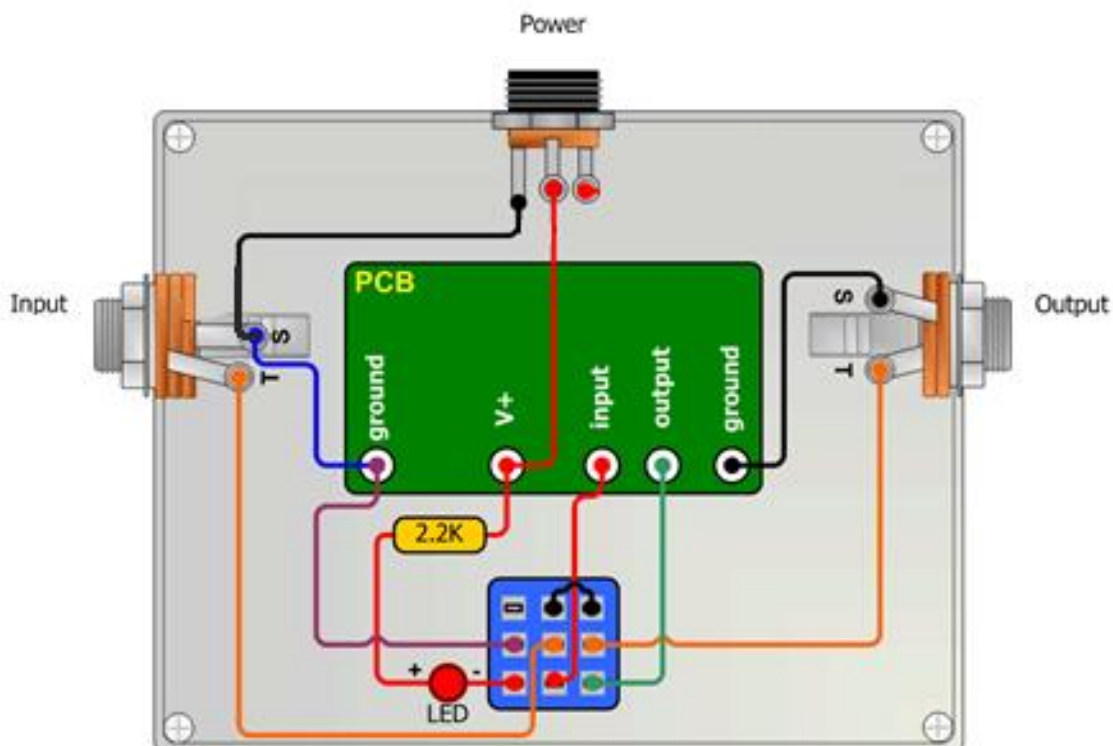 Power
PCB
Input
S
T
ground
V+
input
output
ground
S
T
Output
2.2K
+
-
LED